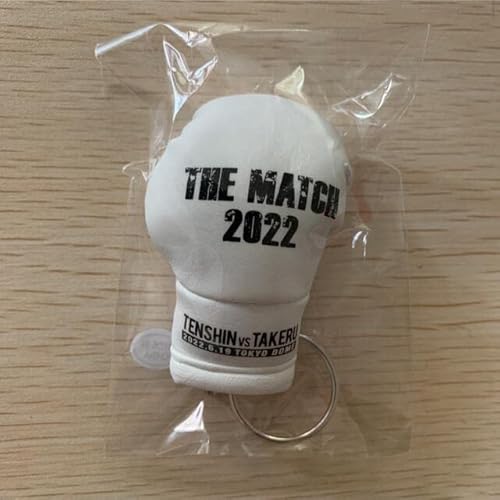 THE MATCH
2022
TENSHIN VS TAKERU
2022.6.19 TOKYO DOME